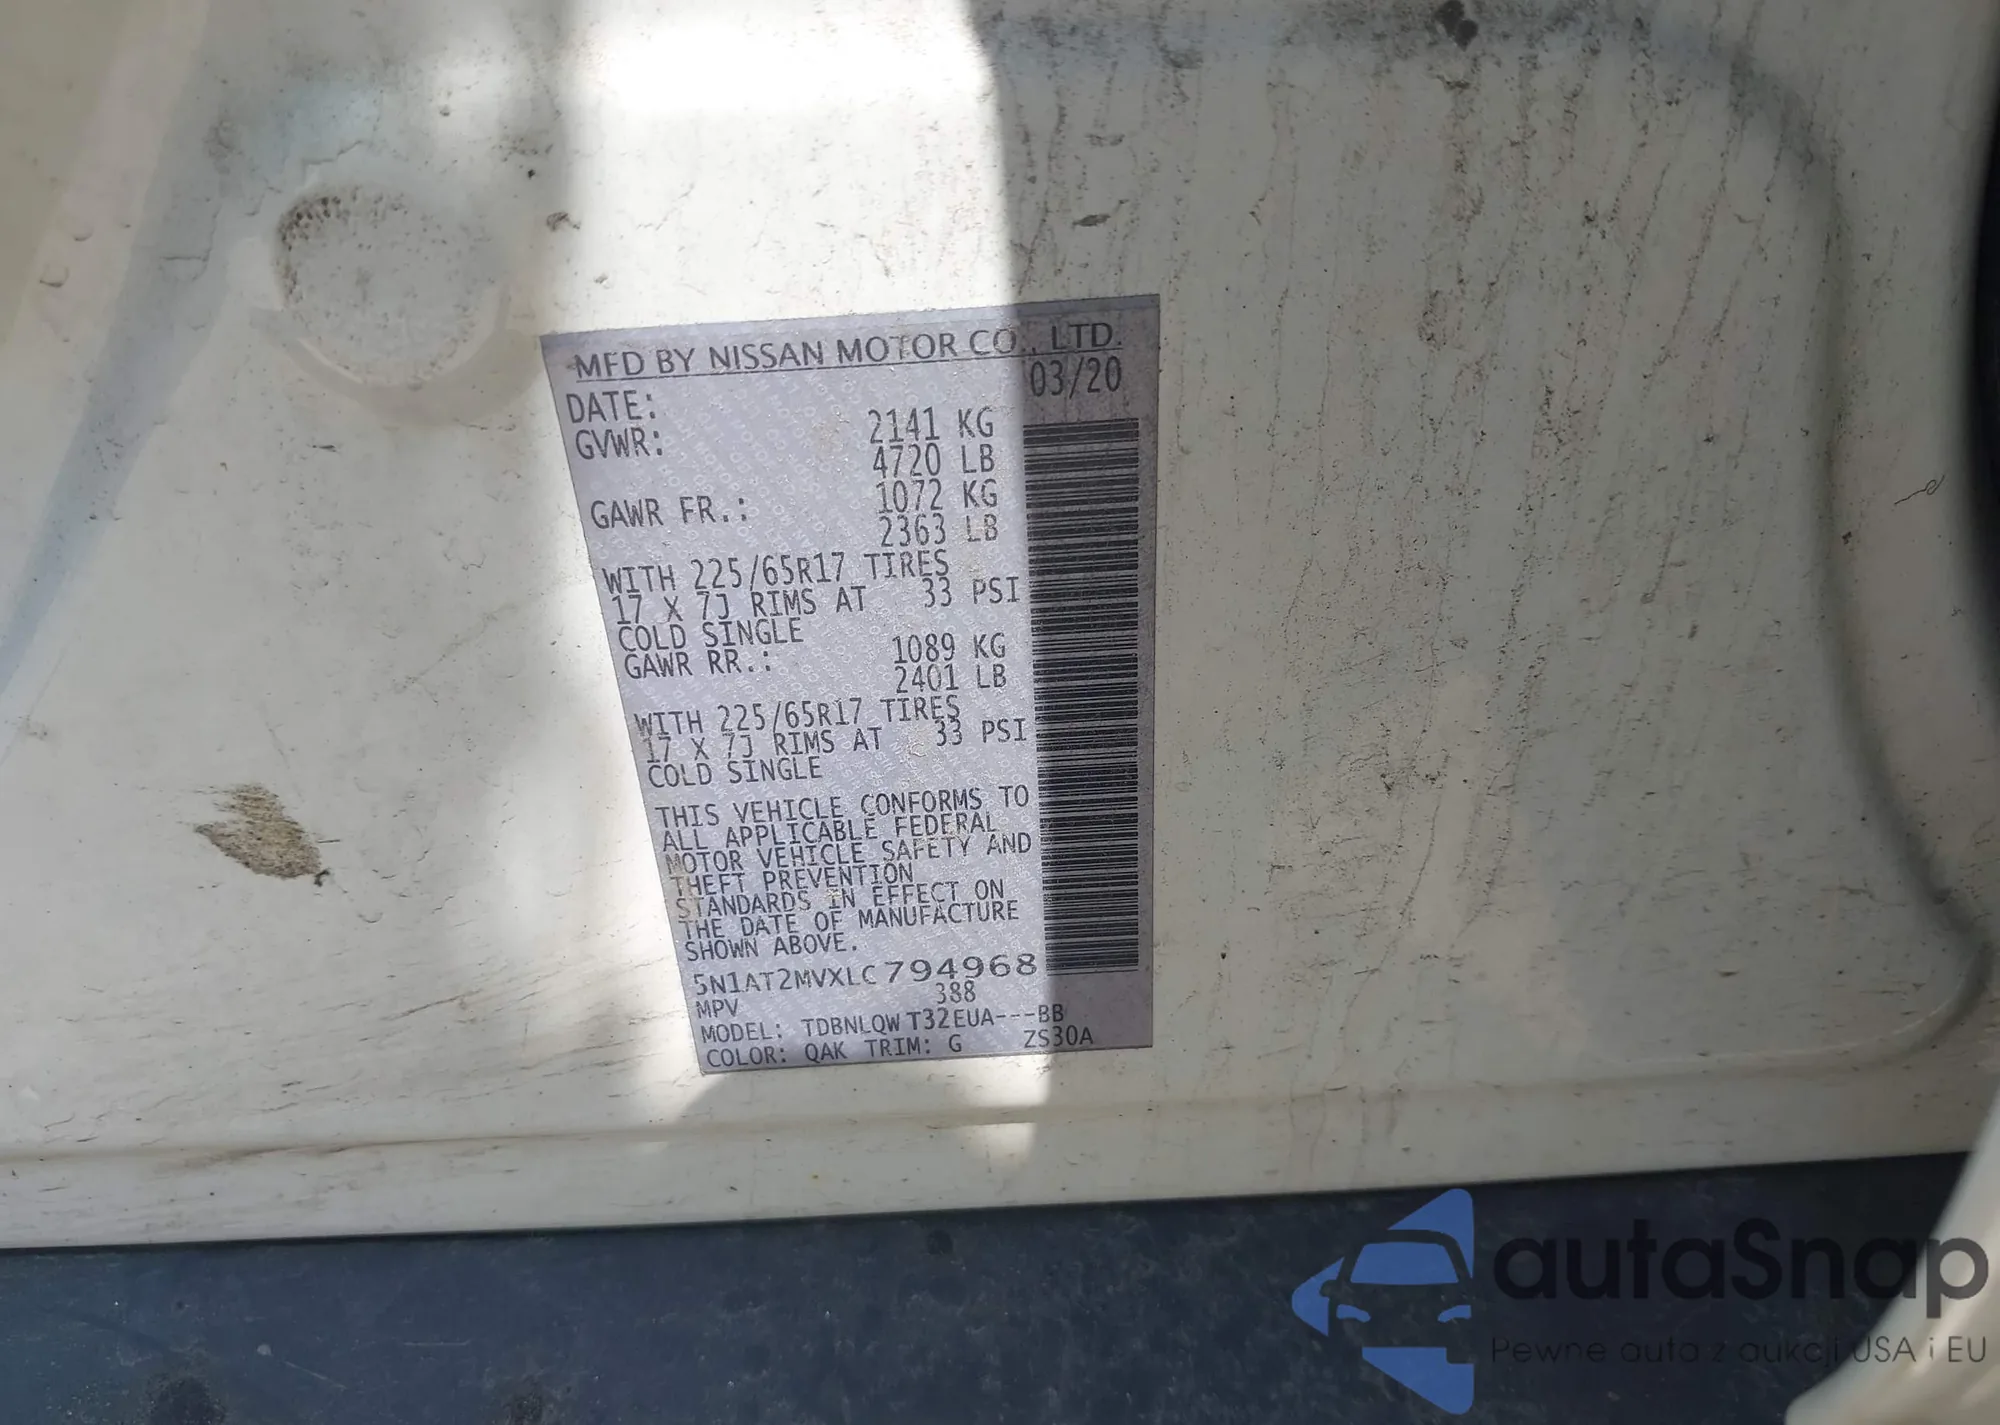 MFD BY NISSAN MOTOR CO., LTD.
DATE: 03/20
GVWR: 2141 KG
4720 LB
GAWR FR.: 1072 KG
2363 LB
WITH 225/65R17 TIRES
17 X 7J RIMS AT 33 PSI
COLD SINGLE
GAWR RR.: 1089 KG
2401 LB
WITH 225/65R17 TIRES
17 X 7J RIMS AT 33 PSI
COLD SINGLE
THIS VEHICLE CONFORMS TO
ALL APPLICABLE FEDERAL
MOTOR VEHICLE SAFETY AND
THEFT PREVENTION
STANDARDS IN EFFECT ON
THE DATE OF MANUFACTURE
SHOWN ABOVE.
5N1AT2MVXLC794968
MPV 388
MODEL: TDBNLQWT32EUA---BB
COLOR: QAK TRIM: G ZS30A
autaSnap
Pewne auta z aukcji USA i EU